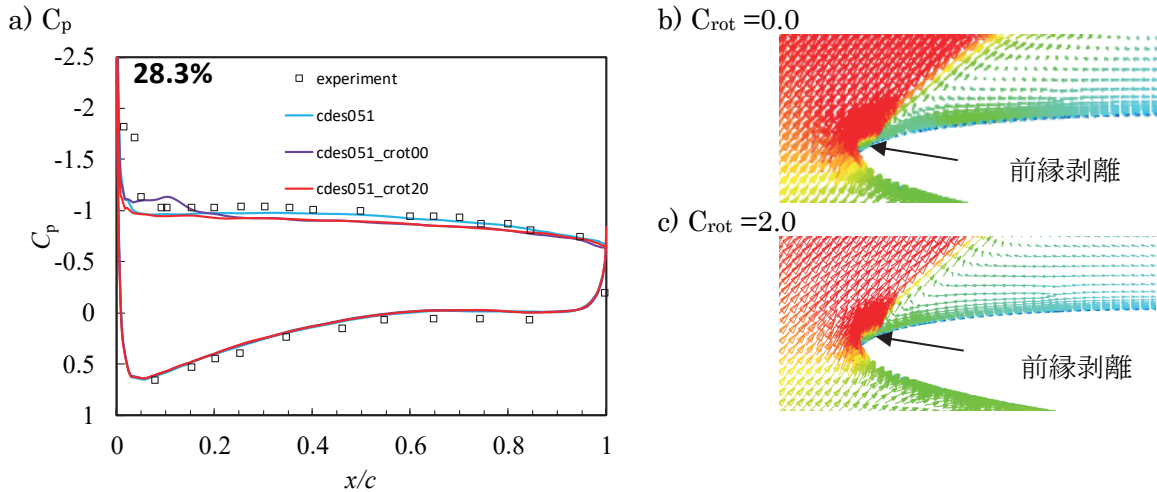 a) Cp
28.3%
-2.5
-2
-1.5
-1
-0.5
0
0.5
1
Cp
experiment
cdes051
cdes051_crot00
cdes051_crot20
0
0.2
0.4
0.6
0.8
1
x/c
b) Crot =0.0
前縁剥離
c) Crot =2.0
前縁剥離